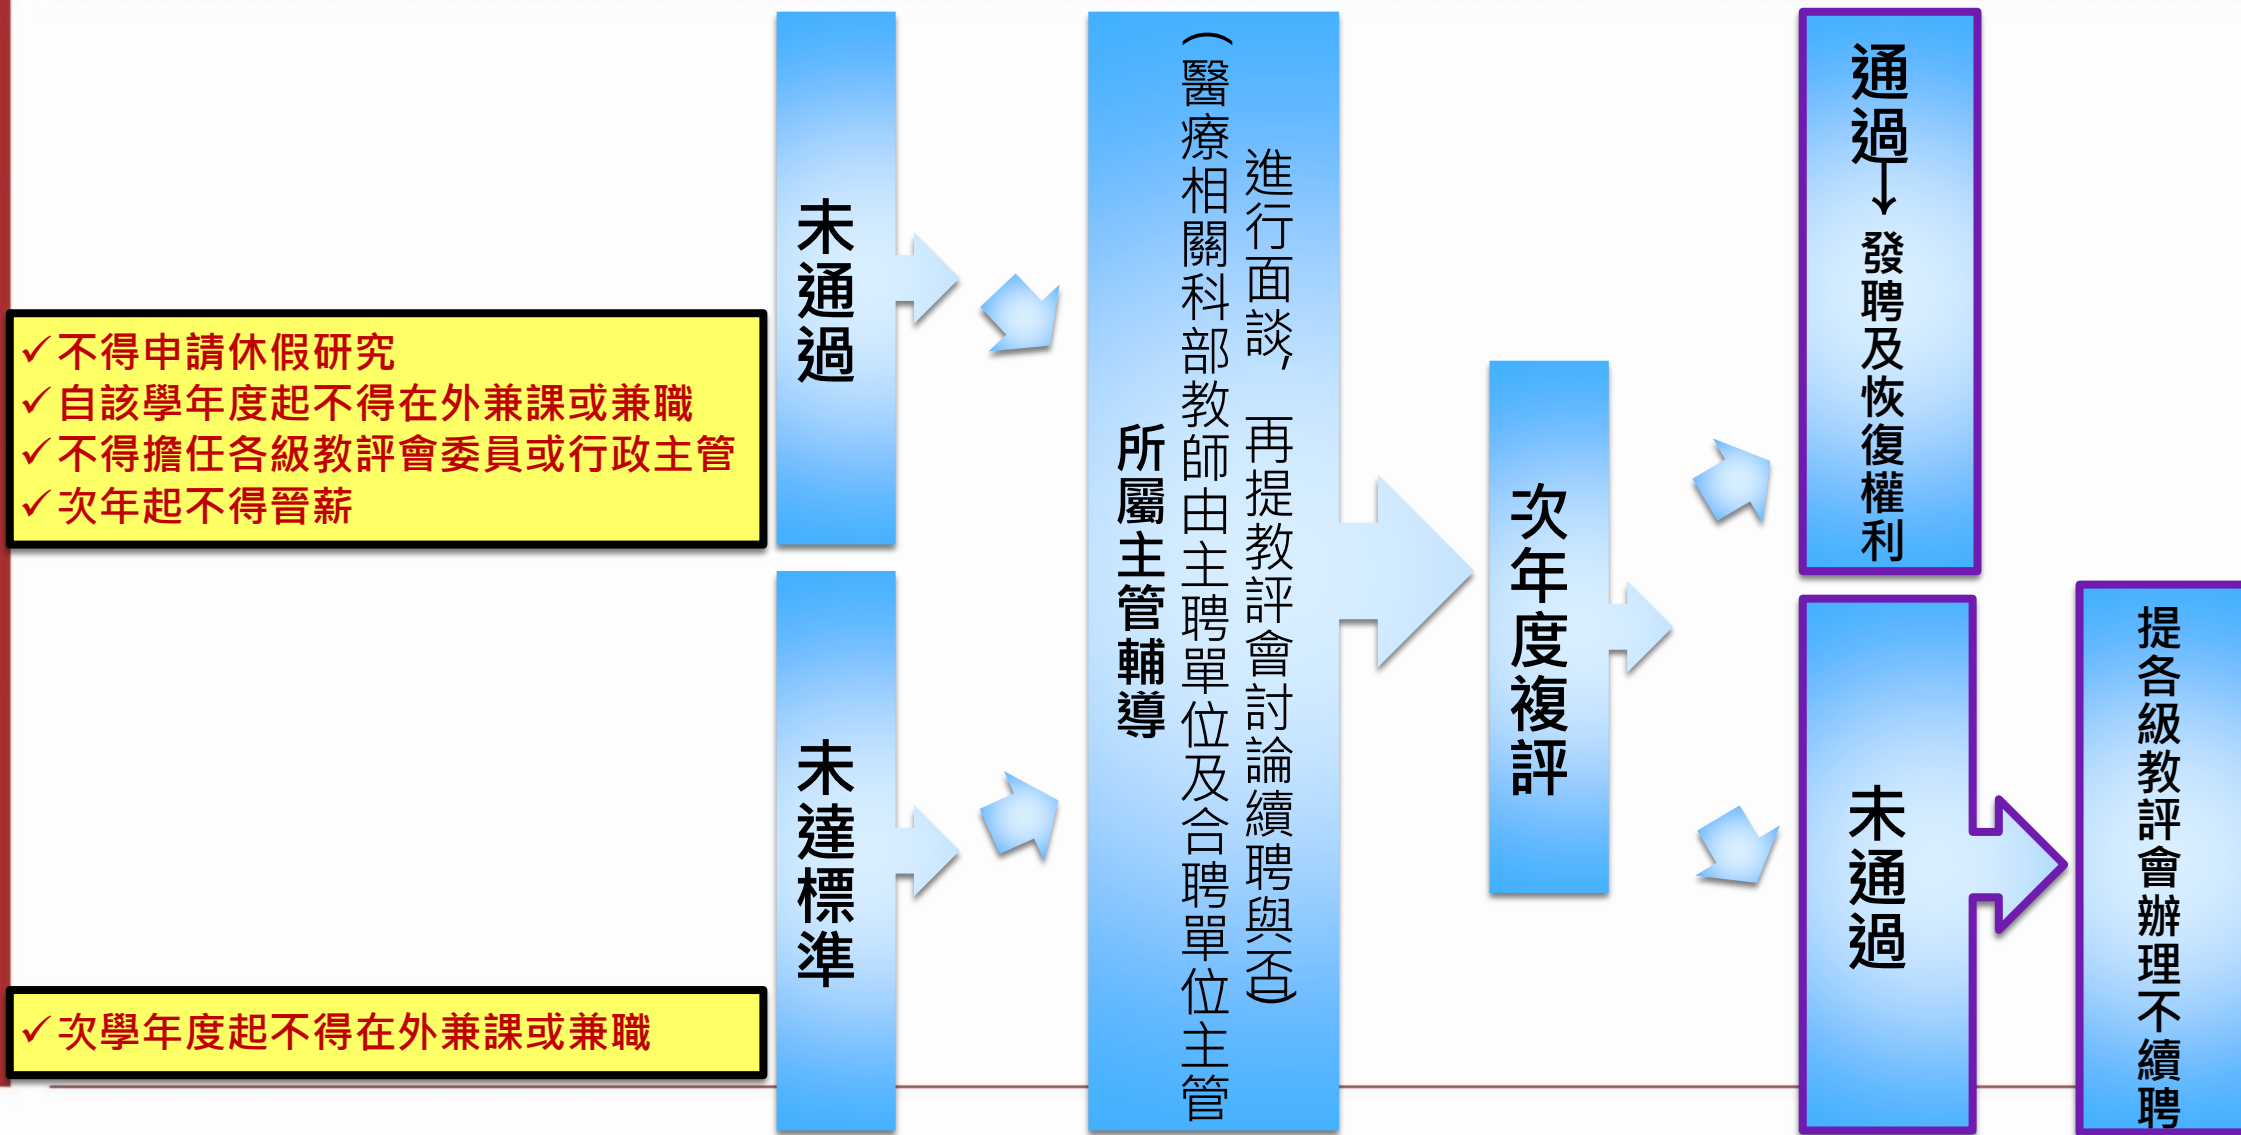 未通過
✓不得申請休假研究
✓自該學年度起不得在外兼課或兼職
✓不得擔任各級教評會委員或行政主管
✓次年起不得晉薪
未達標準
✓次學年度起不得在外兼課或兼職
所屬主管輔導
（醫療相關科部教師由主聘單位及合聘單位主管
進行面談，再提教評會討論續聘與否）
次年度複評
通過→發聘及恢復權利
未通過
提各級教評會辦理不續聘